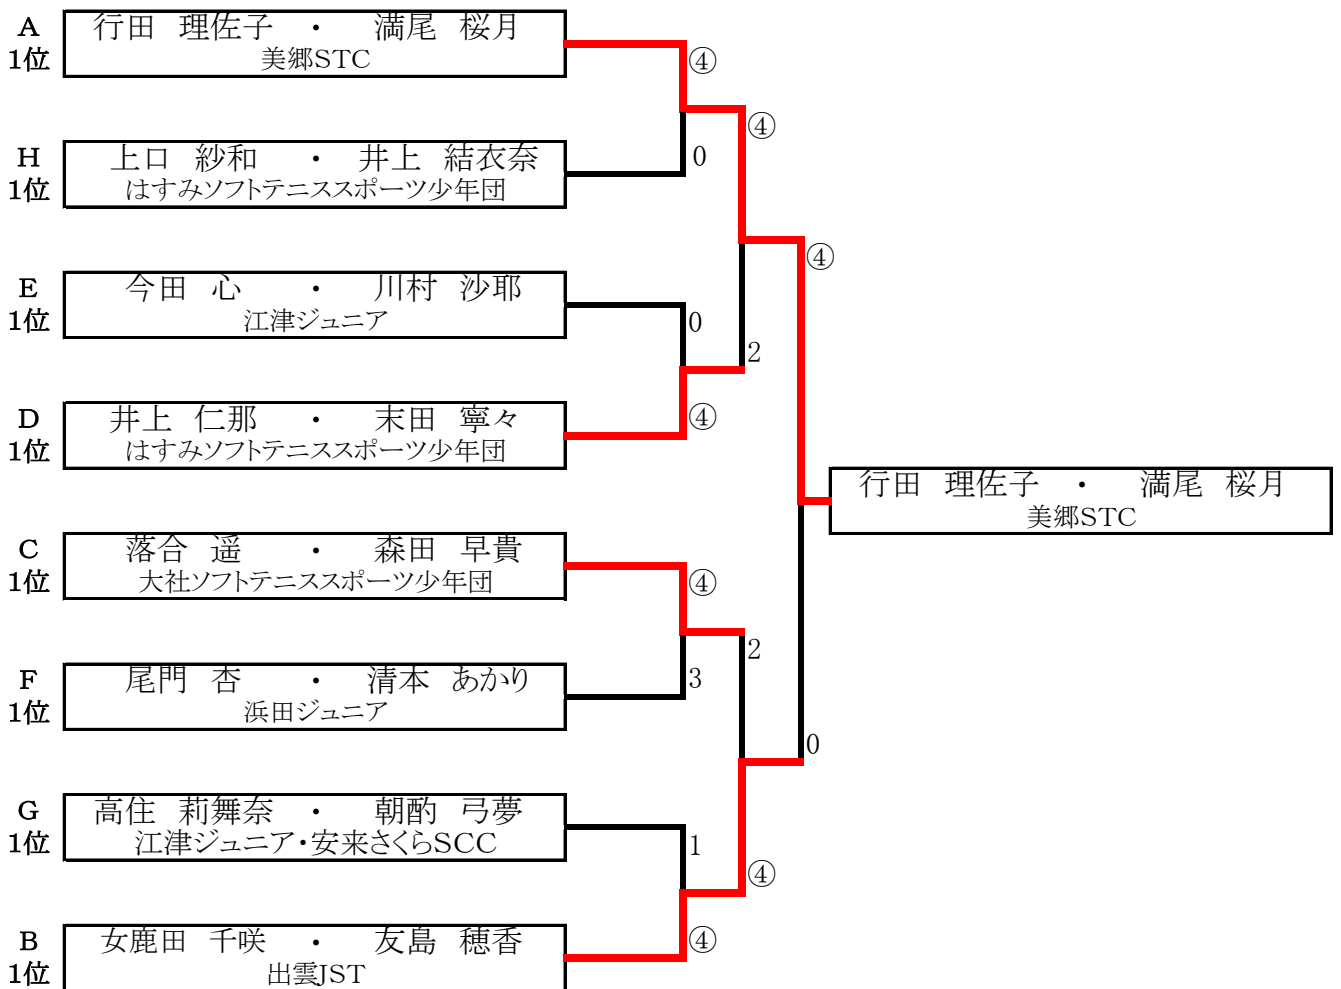 A
1位
行田 理佐子 ・ 満尾 桜月
美郷STC
④
④
H
1位
上口 紗和 ・ 井上 結衣奈
はすみソフトテニススポーツ少年団
0
④
E
1位
今田 心 ・ 川村 沙耶
江津ジュニア
0
2
D
1位
井上 仁那 ・ 末田 寧々
はすみソフトテニススポーツ少年団
④
行田 理佐子 ・ 満尾 桜月
美郷STC
C
1位
落合 遥 ・ 森田 早貴
大社ソフトテニススポーツ少年団
④
2
F
1位
尾門 杏 ・ 清本 あかり
浜田ジュニア
3
0
G
1位
高住 莉舞奈 ・ 朝酌 弓夢
江津ジュニア・安来さくらSCC
1
④
B
1位
女鹿田 千咲 ・ 友島 穂香
出雲JST
④